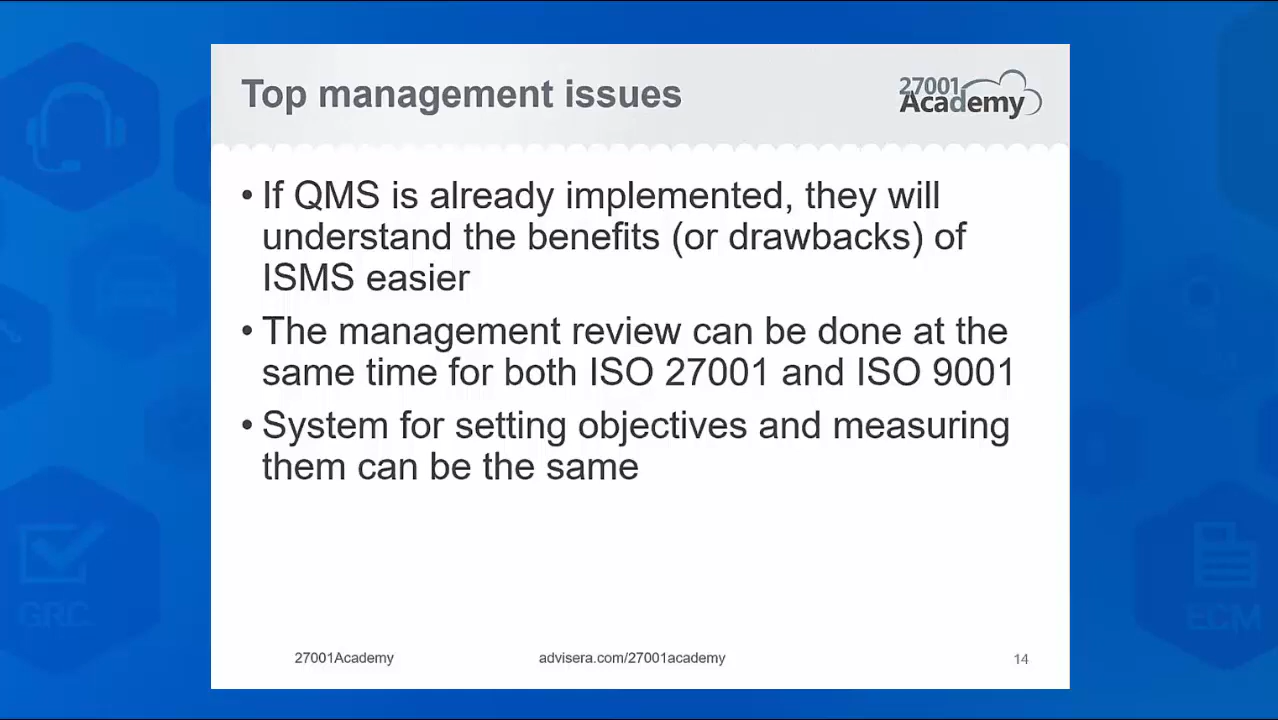 Top management issues
27001
Academy
• If QMS is already implemented, they will
understand the benefits (or drawbacks) of
ISMS easier
• The management review can be done at the
same time for both ISO 27001 and ISO 9001
• System for setting objectives and measuring
them can be the same
GRC
ECM
27001Academy
advisera.com/27001academy
14